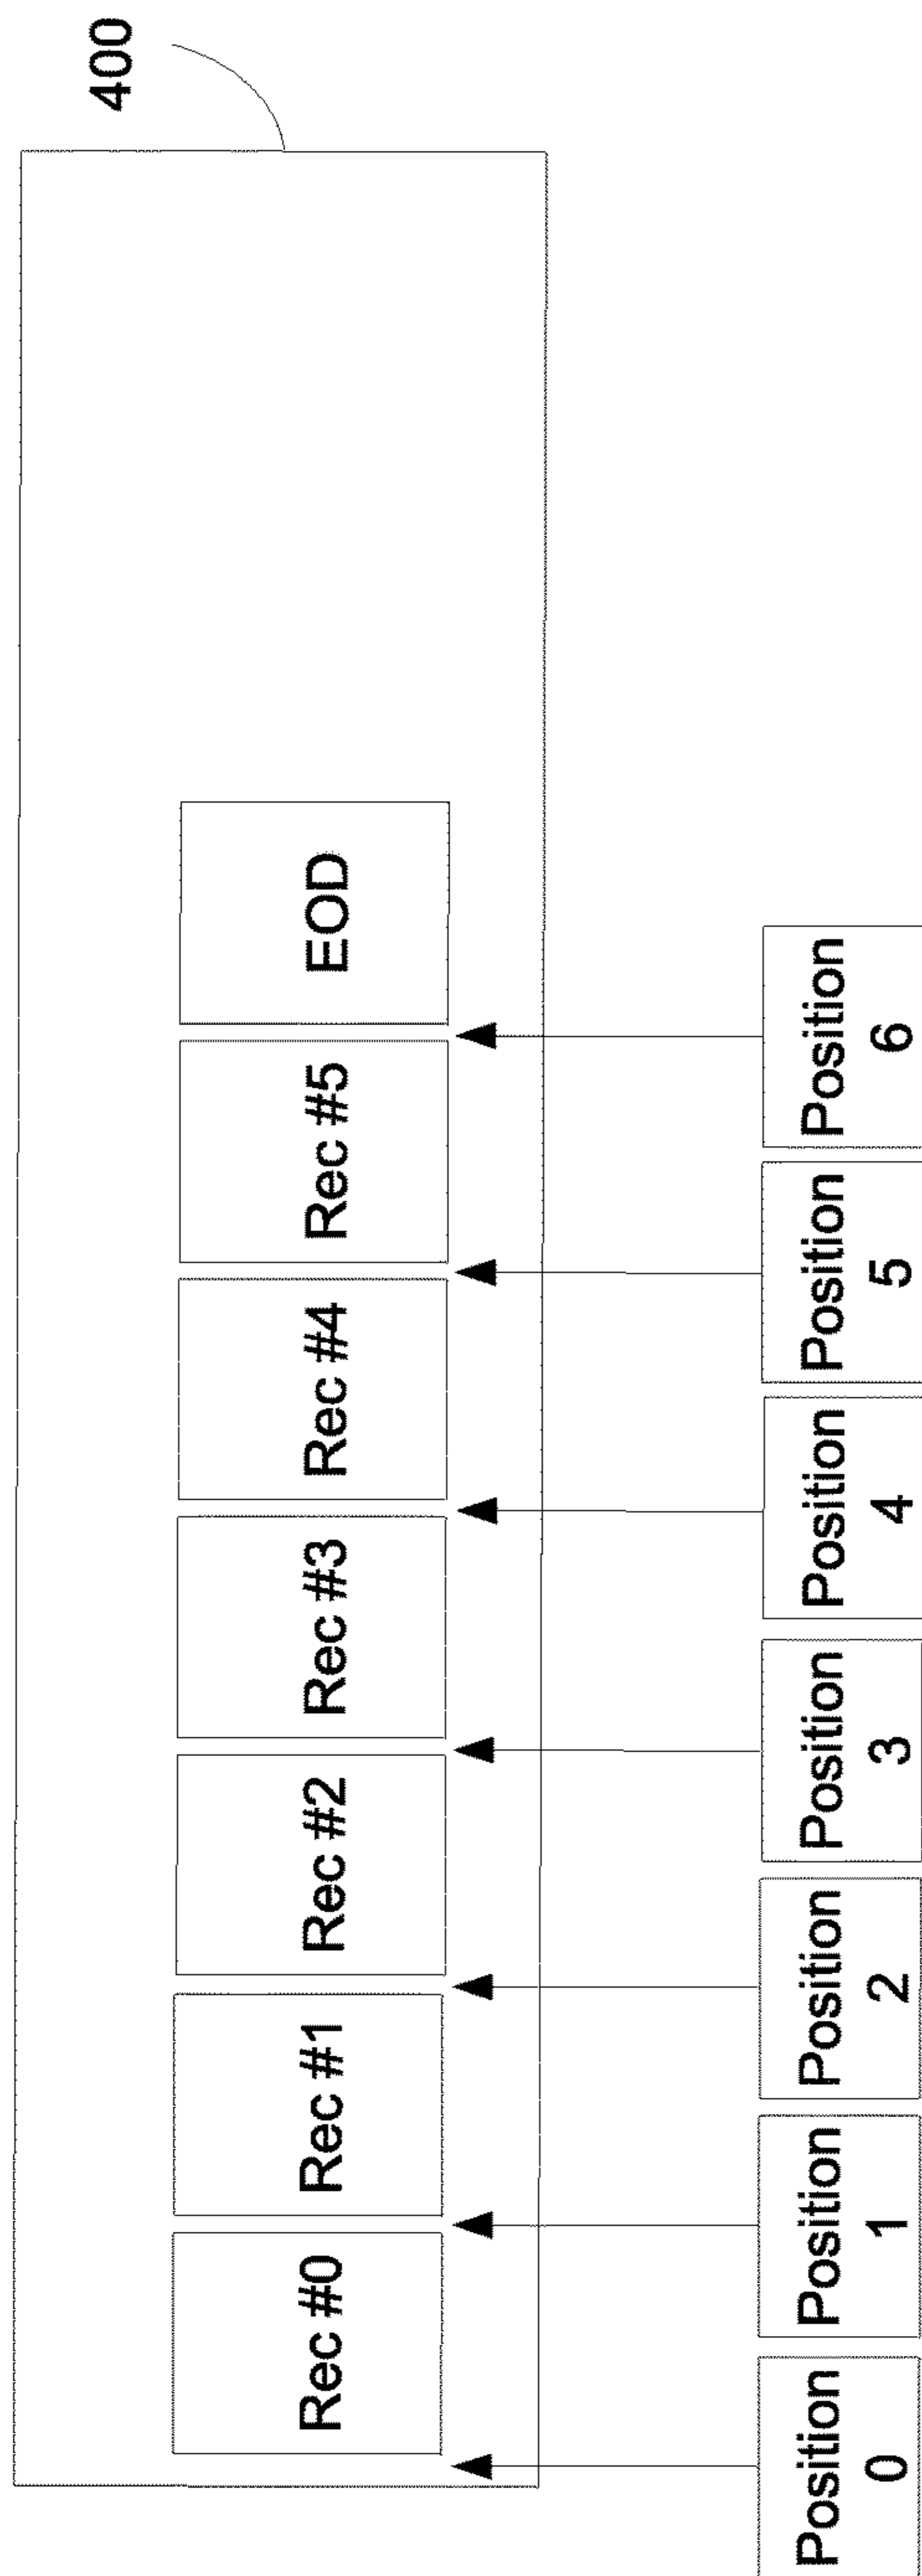 400
Rec #0
Rec #1
Rec #2
Rec #3
Rec #4
Rec #5
EOD
Position
0
Position
1
Position
2
Position
3
Position
4
Position
5
Position
6